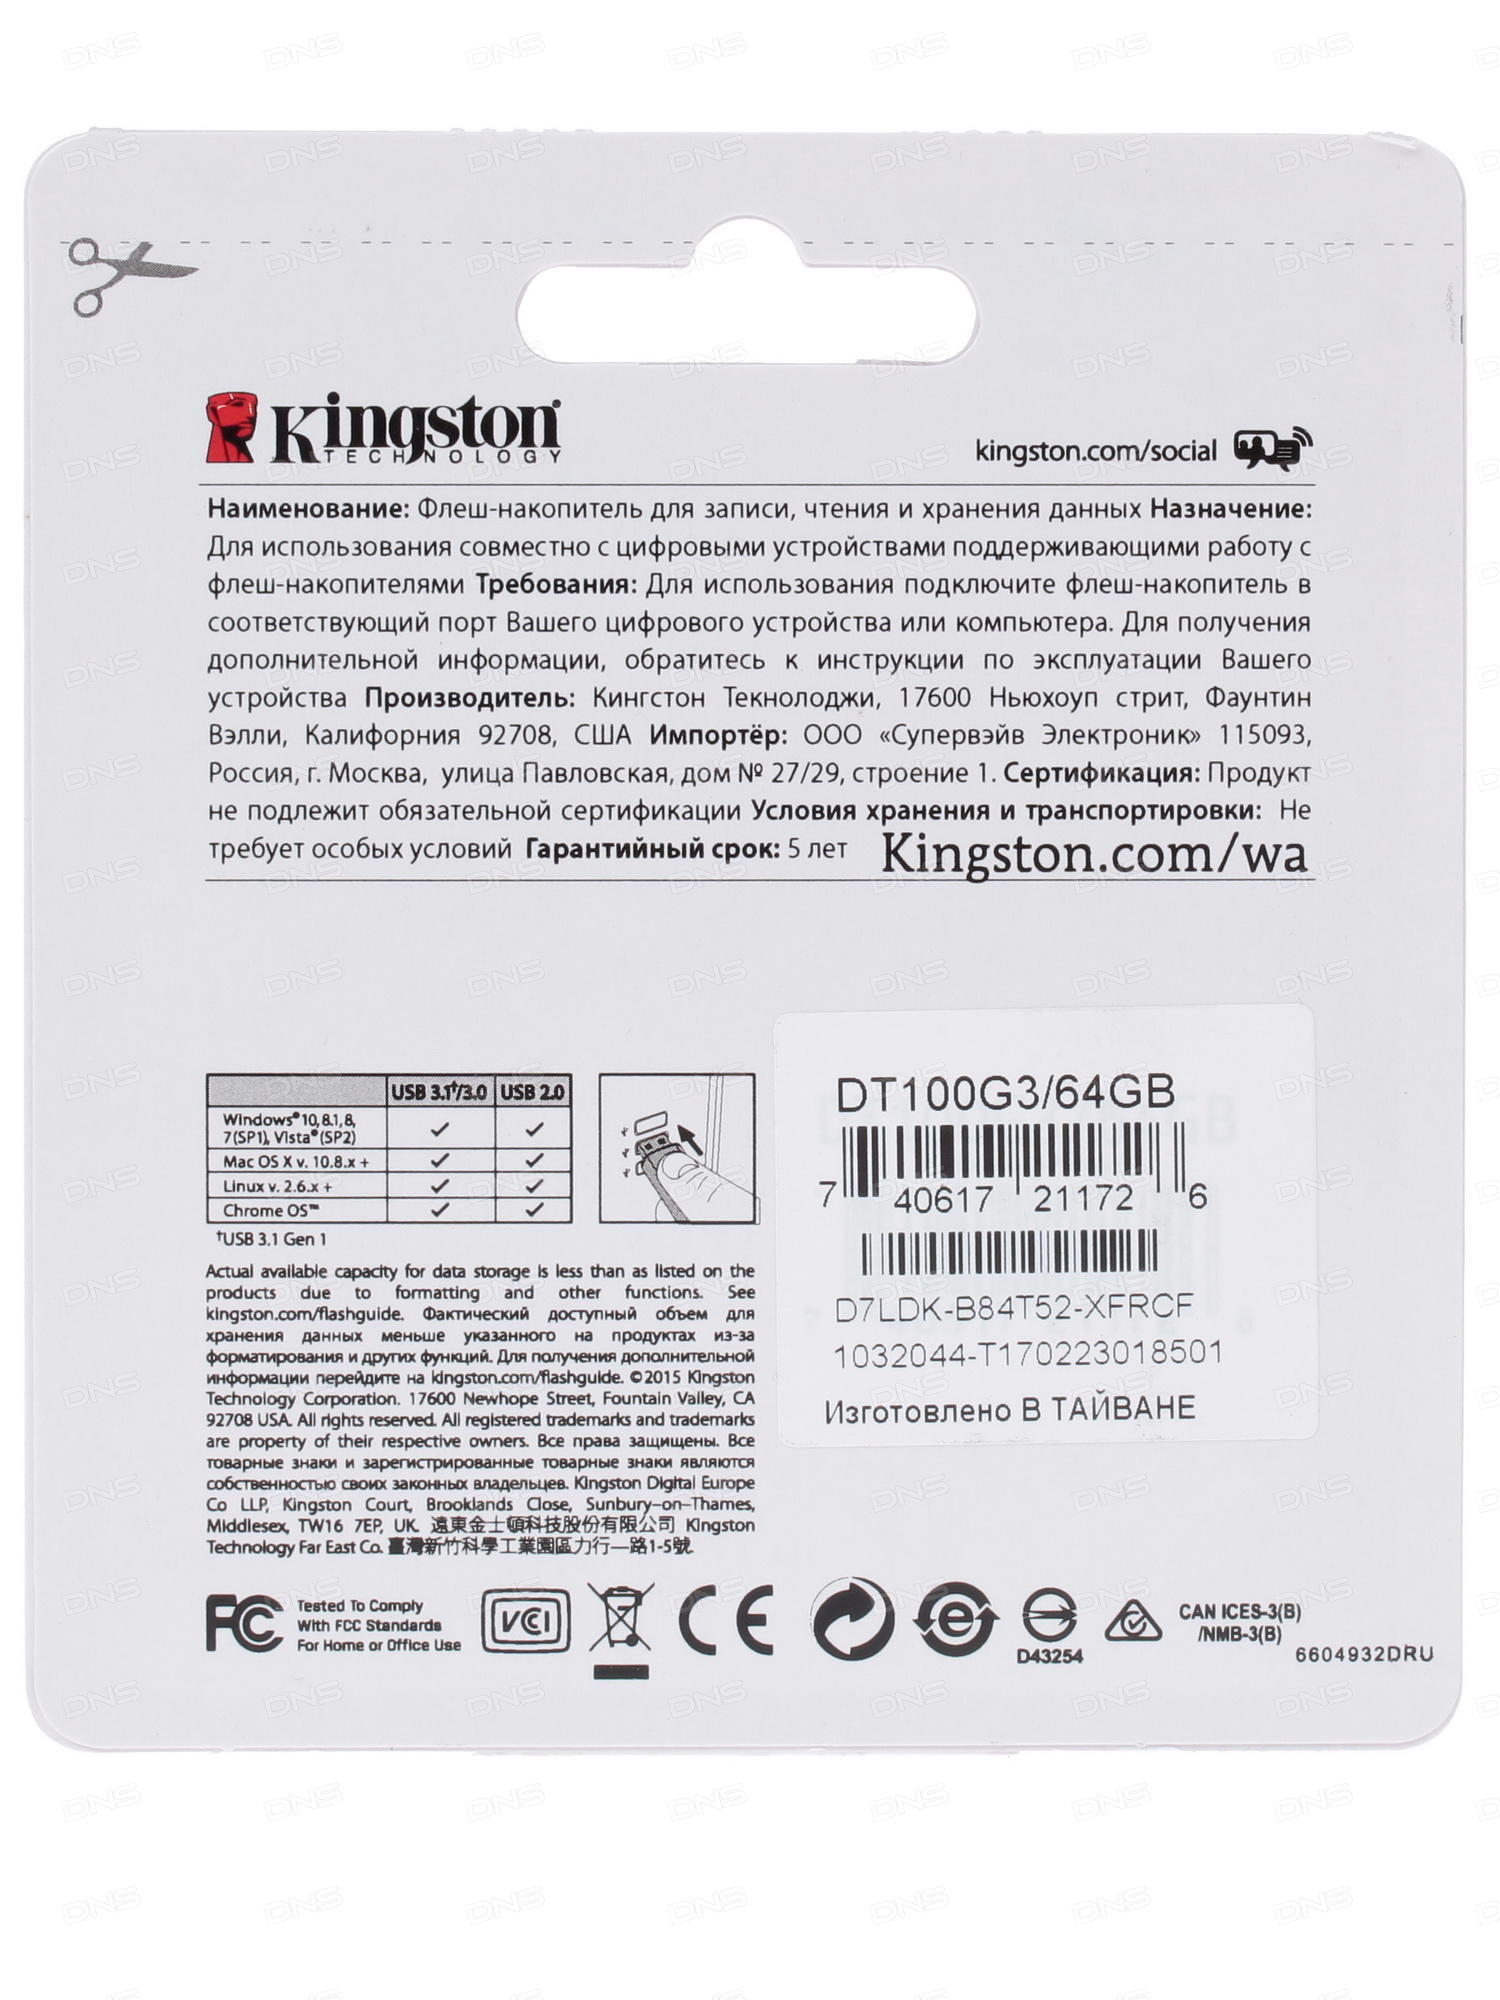 Kingston
TECHNOLOGY
kingston.com/social
Наименование: Флеш-накопитель для записи, чтения и хранения данных Назначение:
Для использования совместно с цифровыми устройствами поддерживающими работу с
флеш-накопителями Требования: Для использования подключите флеш-накопитель в
соответствующий порт Вашего цифрового устройства или компьютера. Для получения
дополнительной информации, обратитесь к инструкции по эксплуатации Вашего
устройства Производитель: Кингстон Текнолоджи, 17600 Ньюхоуп стрит, Фаунтин
Вэлли, Калифорния 92708, США Импортёр: ООО «Супервэйв Электроник» 115093,
Россия, г. Москва, улица Павловская, дом № 27/29, строение 1. Сертификация: Продукт
не подлежит обязательной сертификации Условия хранения и транспортировки: Не
требует особых условий Гарантийный срок: 5 лет Kingston.com/wa
USB 3.1†/3.0 USB 2.0
Windows® 10, 8.1, 8,
7 (SP1), Vista® (SP2) ✓ ✓
Mac OS X v. 10.8.x + ✓ ✓
Linux v. 2.6.x + ✓ ✓
Chrome OS™ ✓ ✓
†USB 3.1 Gen 1
Actual available capacity for data storage is less than as listed on the
products due to formatting and other functions. See
kingston.com/flashguide. Фактический доступный объем для
хранения данных меньше указанного на продуктах из-за
форматирования и других функций. Для получения дополнительной
информации перейдите на kingston.com/flashguide. ©2015 Kingston
Technology Corporation. 17600 Newhope Street, Fountain Valley, CA
92708 USA. All rights reserved. All registered trademarks and trademarks
are property of their respective owners. Все права защищены. Все
товарные знаки и зарегистрированные товарные знаки являются
собственностью своих законных владельцев. Kingston Digital Europe
Co LLP, Kingston Court, Brooklands Close, Sunbury-on-Thames,
Middlesex, TW16 7EP, UK. 遠東金士頓科技股份有限公司 Kingston
Technology Far East Co. 臺灣新竹科學工業園區力行一路1-5號
DT100G3/64GB
7 40617 21172 6
D7LDK-B84T52-XFRCF
1032044-T170223018501
Изготовлено В ТАЙВАНЕ
FC Tested To Comply
With FCC Standards
For Home or Office Use
VCI
CE
e
D43254
CAN ICES-3(B)
/NMB-3(B)
6604932DRU
DNS